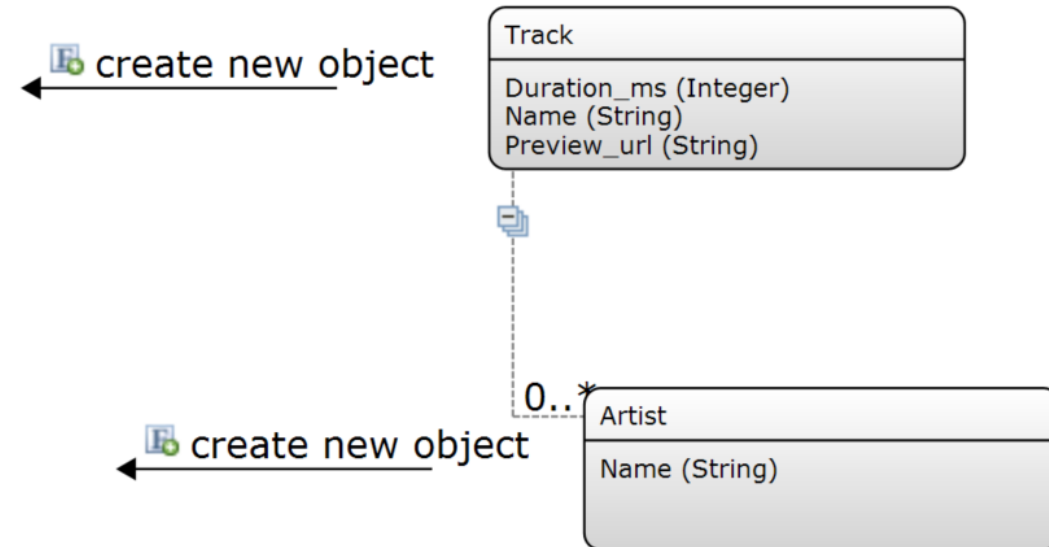 create new object
Track
Duration_ms (Integer)
Name (String)
Preview_url (String)
0..*
Artist
create new object
Name (String)